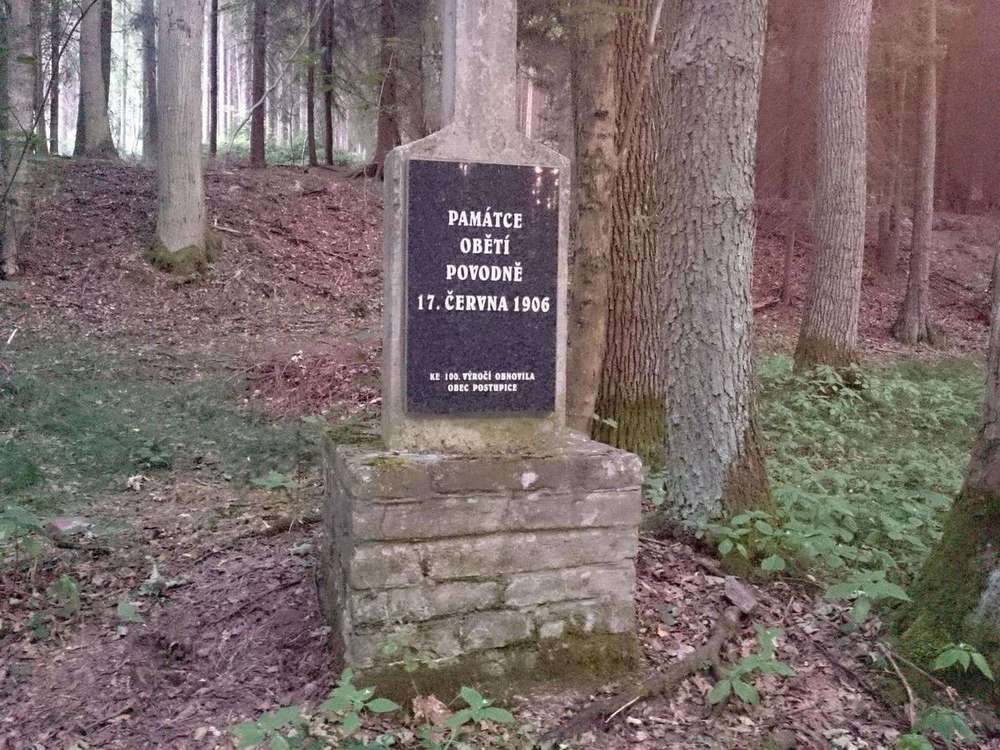 PAMÁTCE
OBĚTÍ
POVODNĚ
17. ČERVNA 1906
KE 100. VÝROČÍ OBNOVILA
OBEC POSTUPICE